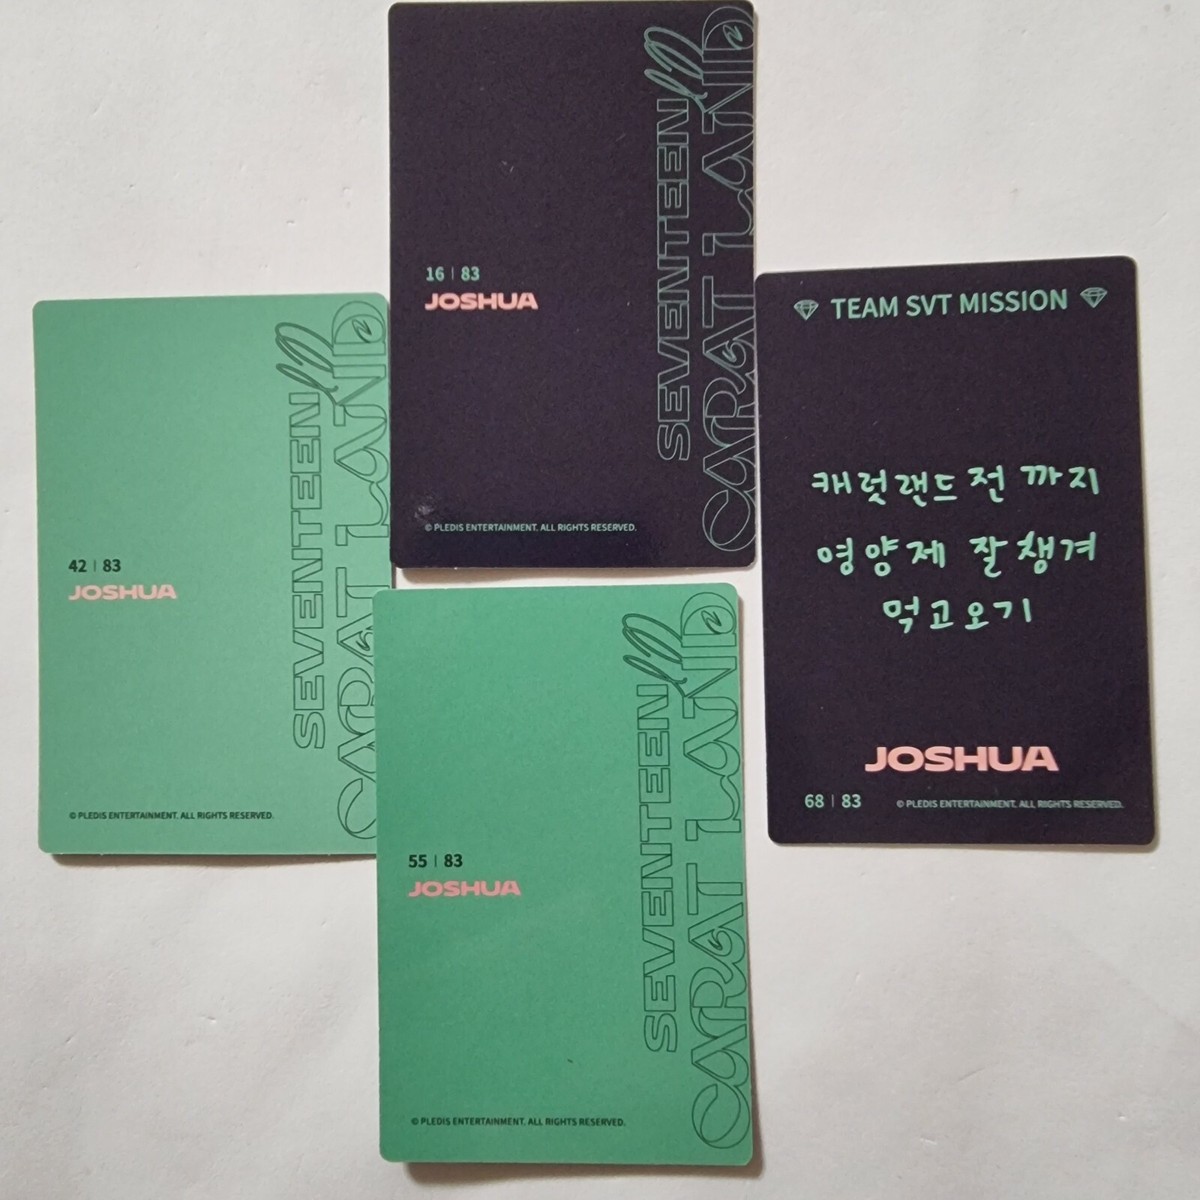 16 | 83
JOSHUA
SEVENTEEN
IN
CARAT LAND
© PLEDIS ENTERTAINMENT. ALL RIGHTS RESERVED.
42 | 83
JOSHUA
SEVENTEEN
IN
CARAT LAND
© PLEDIS ENTERTAINMENT. ALL RIGHTS RESERVED.
TEAM SVT MISSION
캐럿랜드 전 까지
영양제 잘 챙겨
먹고오기
JOSHUA
68 | 83
© PLEDIS ENTERTAINMENT. ALL RIGHTS RESERVED.
55 | 83
JOSHUA
SEVENTEEN
IN
CARAT LAND
© PLEDIS ENTERTAINMENT. ALL RIGHTS RESERVED.